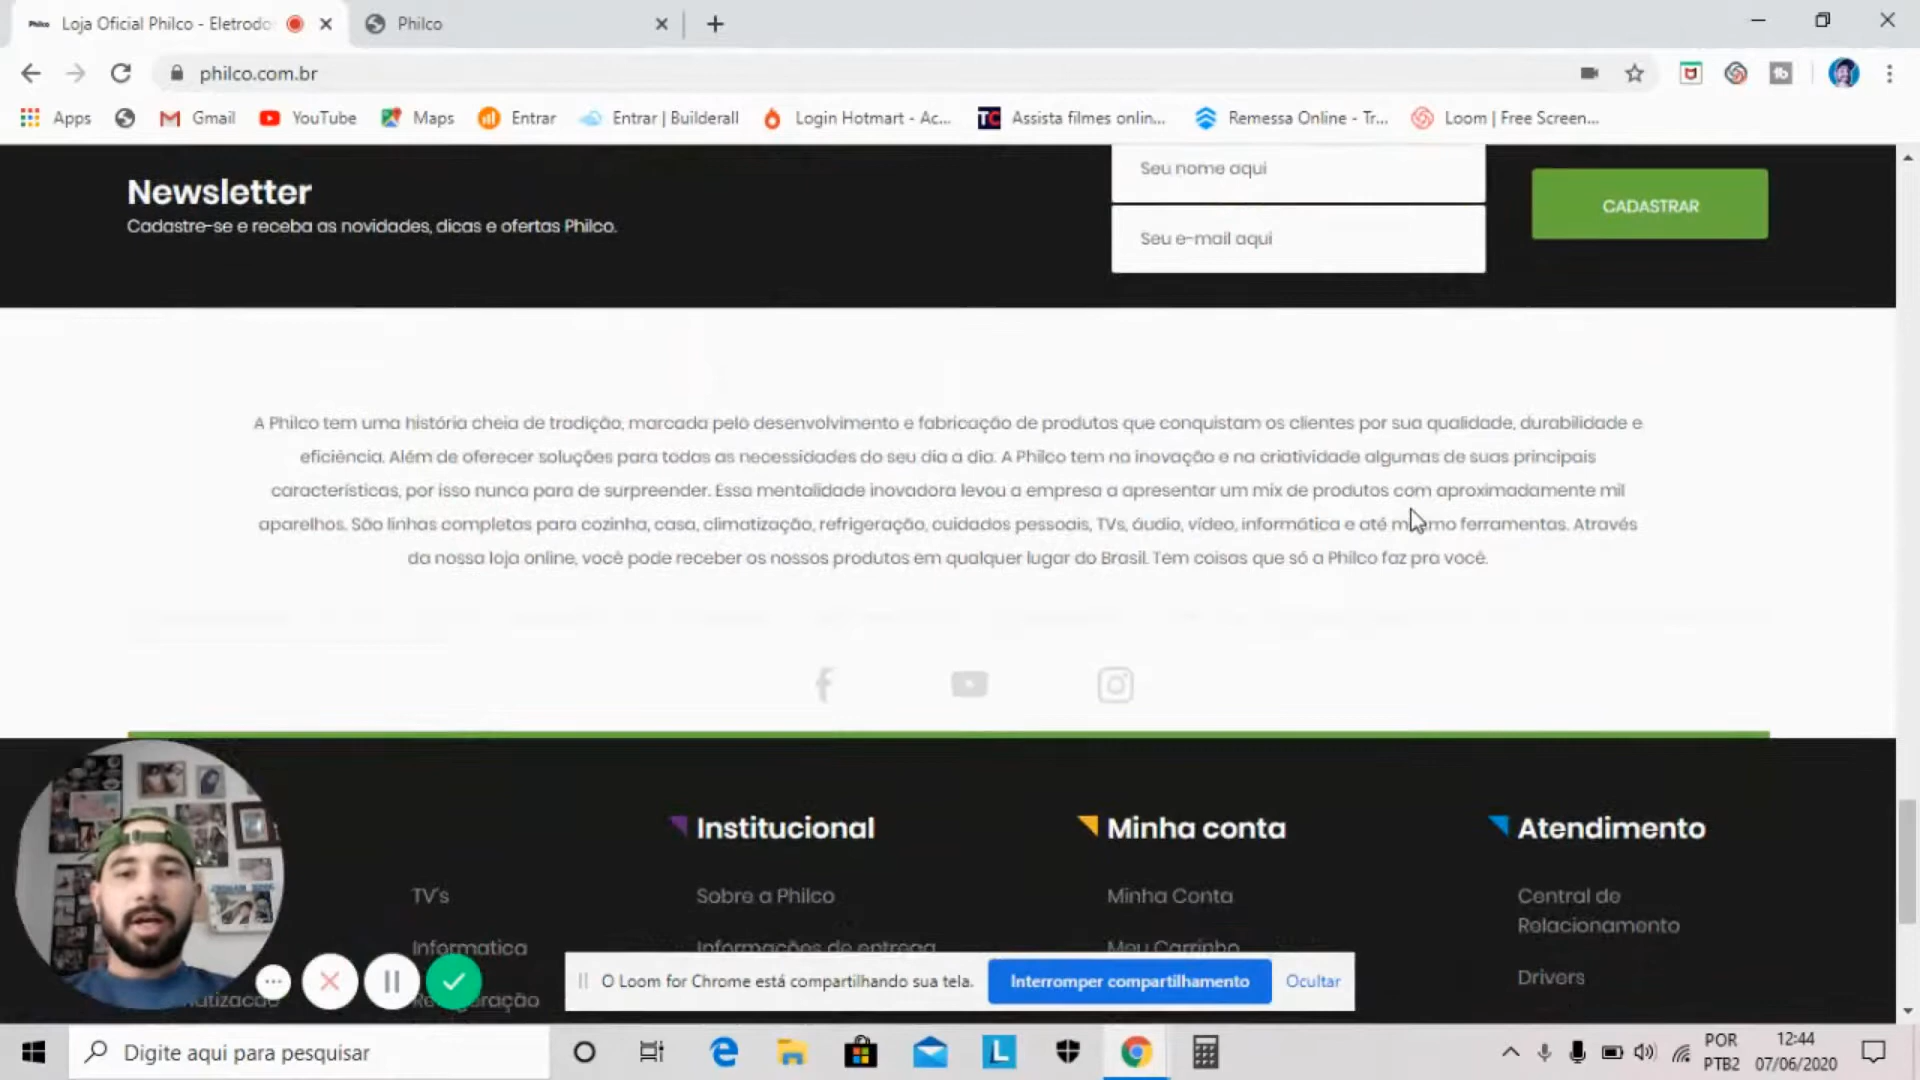 Loja Oficial Philco - Eletrodo
Philco
philco.com.br
Apps
Gmail
YouTube
Maps
Entrar
Entrar | Builderall
Login Hotmart - Ac...
Assista filmes onlin...
Remessa Online - Tr...
Loom | Free Screen...
Newsletter
Cadastre-se e receba as novidades, dicas e ofertas Philco.
Seu nome aqui
Seu e-mail aqui
CADASTRAR
A Philco tem uma história cheia de tradição, marcada pelo desenvolvimento e fabricação de produtos que conquistam os clientes por sua qualidade, durabilidade e
eficiência. Além de oferecer soluções para todas as necessidades do seu dia a dia. A Philco tem na inovação e na criatividade algumas de suas principais
características, por isso nunca para de surpreender. Essa mentalidade inovadora levou a empresa a apresentar um mix de produtos com aproximadamente mil
aparelhos. São linhas completas para cozinha, casa, climatização, refrigeração, cuidados pessoais, TVs, áudio, vídeo, informática e até mesmo ferramentas. Através
da nossa loja online, você pode receber os nossos produtos em qualquer lugar do Brasil. Tem coisas que só a Philco faz pra você.
TV's
Informatica
Institucional
Sobre a Philco
Informações de entrega
Minha conta
Minha Conta
Meu Carrinho
Atendimento
Central de
Relacionamento
Drivers
O Loom for Chrome está compartilhando sua tela.
Interromper compartilhamento
Ocultar
Digite aqui para pesquisar
POR
PTB2
12:44
07/06/2020